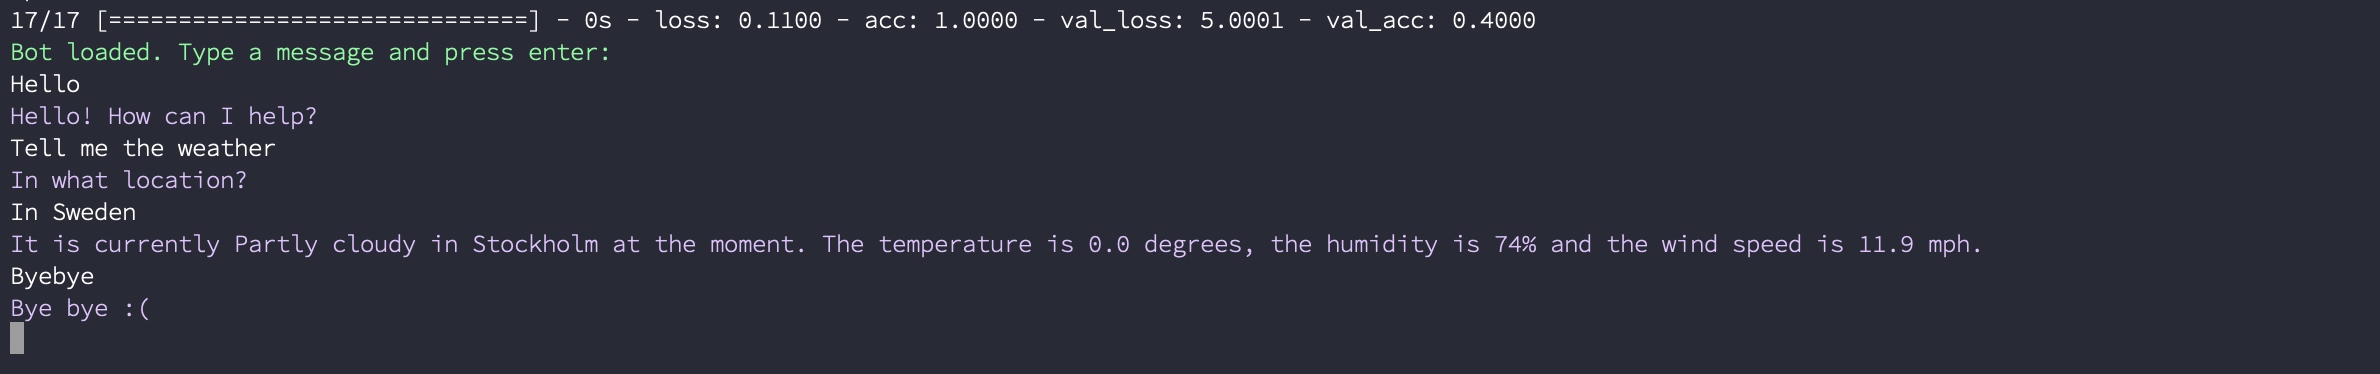 17/17 [==============================] - 0s - loss: 0.1100 - acc: 1.0000 - val_loss: 5.0001 - val_acc: 0.4000
Bot loaded. Type a message and press enter:
Hello
Hello! How can I help?
Tell me the weather
In what location?
In Sweden
It is currently Partly cloudy in Stockholm at the moment. The temperature is 0.0 degrees, the humidity is 74% and the wind speed is 11.9 mph.
Byebye
Bye bye :(